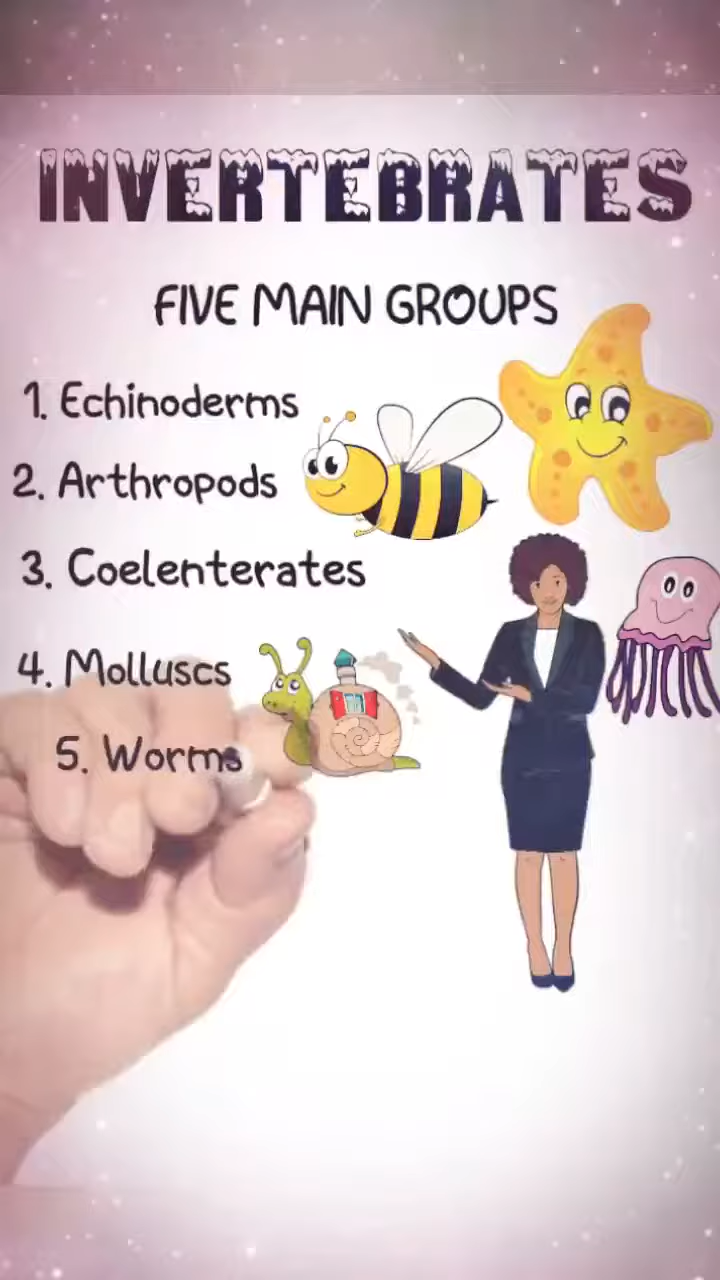 INVERTEBRATES
FIVE MAIN GROUPS
1. Echinoderms
2. Arthropods
3. Coelenterates
4. Molluscs
5. Worms